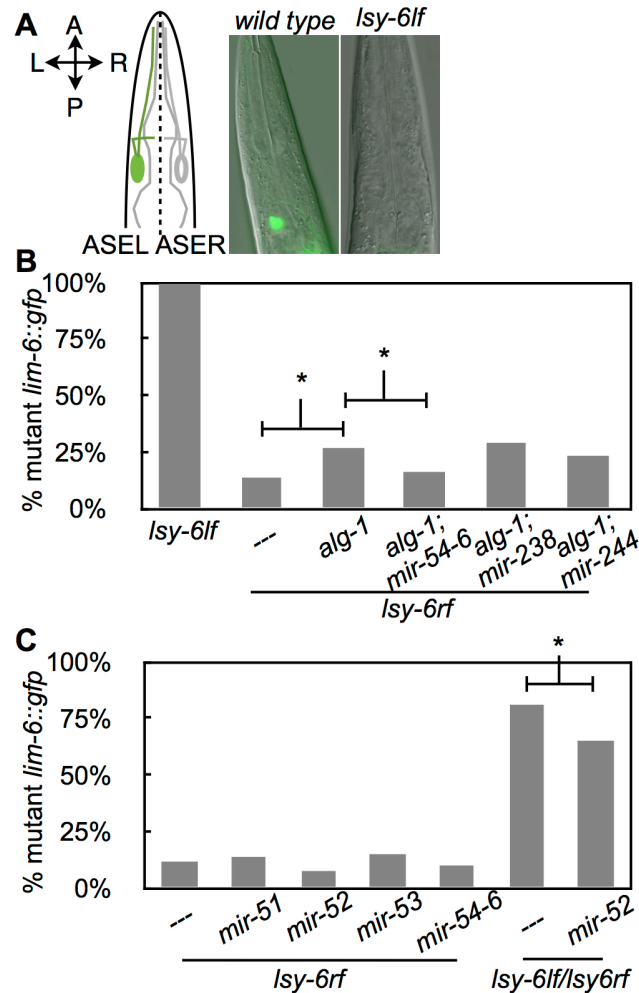 A
A
L R
P
ASEL ASER
wild type
lsy-6lf
B
% mutant lim-6::gfp
100%
75%
50%
25%
0%
*
*
lsy-6lf
---
alg-1
alg-1;
mir-54-6
alg-1;
mir-238
alg-1;
mir-244
lsy-6rf
C
% mutant lim-6::gfp
100%
75%
50%
25%
0%
*
---
mir-51
mir-52
mir-53
mir-54-6
---
mir-52
lsy-6rf
lsy-6lf/lsy6rf